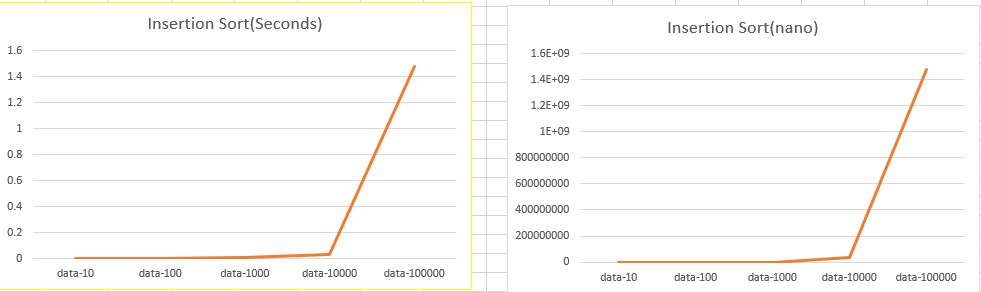 Insertion Sort(Seconds)
1.6
1.4
1.2
1
0.8
0.6
0.4
0.2
0
data-10 data-100 data-1000 data-10000 data-100000
Insertion Sort(nano)
1.6E+09
1.4E+09
1.2E+09
1E+09
800000000
600000000
400000000
200000000
0
data-10 data-100 data-1000 data-10000 data-100000